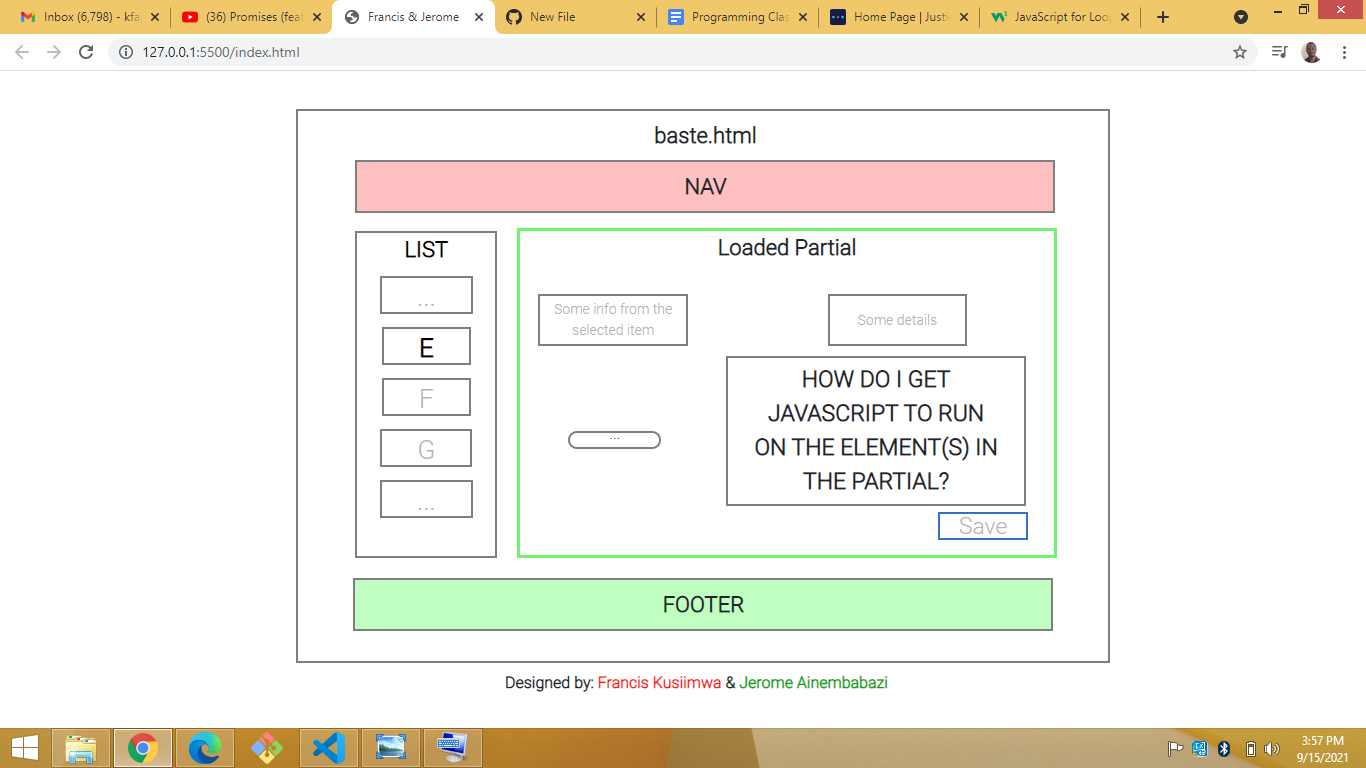 Inbox (6,798) - kfa
(36) Promises (feat
Francis & Jerome
New File
Programming Clas
Home Page | Justi
JavaScript for Loop
127.0.0.1:5500/index.html
baste.html
NAV
LIST
...
E
F
G
...
Loaded Partial
Some info from the
selected item
Some details
...
HOW DO I GET
JAVASCRIPT TO RUN
ON THE ELEMENT(S) IN
THE PARTIAL?
Save
FOOTER
Designed by: Francis Kusiimwa & Jerome Ainembabazi
3:57 PM
9/15/2021